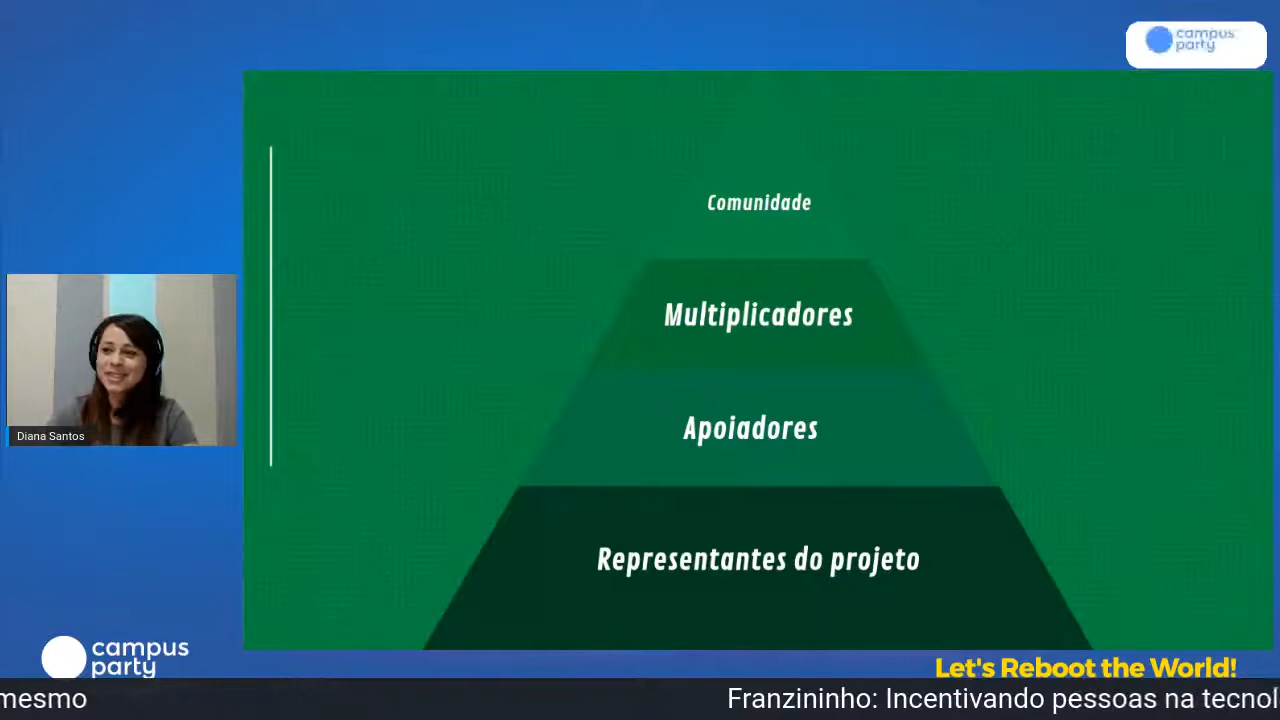 campus
party
Comunidade
Multiplicadores
Apoiadores
Representantes do projeto
Diana Santos
campus
party
Let's Reboot the World!
mesmo
Franzininho: Incentivando pessoas na tecnol